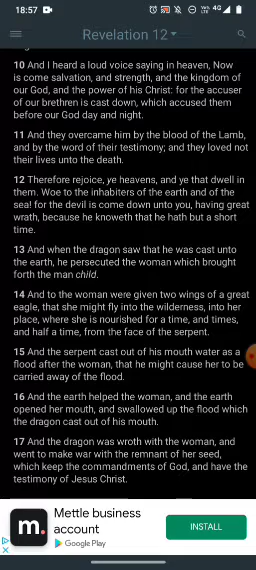 18:57
4G
Revelation 12
10 And I heard a loud voice saying in heaven, Now
is come salvation, and strength, and the kingdom of
our God, and the power of his Christ: for the accuser
of our brethren is cast down, which accused them
before our God day and night.
11 And they overcame him by the blood of the Lamb,
and by the word of their testimony; and they loved not
their lives unto the death.
12 Therefore rejoice, ye heavens, and ye that dwell in
them. Woe to the inhabiters of the earth and of the
sea! for the devil is come down unto you, having great
wrath, because he knoweth that he hath but a short
time.
13 And when the dragon saw that he was cast unto
the earth, he persecuted the woman which brought
forth the man child.
14 And to the woman were given two wings of a great
eagle, that she might fly into the wilderness, into her
place, where she is nourished for a time, and times,
and half a time, from the face of the serpent.
15 And the serpent cast out of his mouth water as a
flood after the woman, that he might cause her to be
carried away of the flood.
16 And the earth helped the woman, and the earth
opened her mouth, and swallowed up the flood which
the dragon cast out of his mouth.
17 And the dragon was wroth with the woman, and
went to make war with the remnant of her seed,
which keep the commandments of God, and have the
testimony of Jesus Christ.
m.
Mettle business
account
Google Play
INSTALL